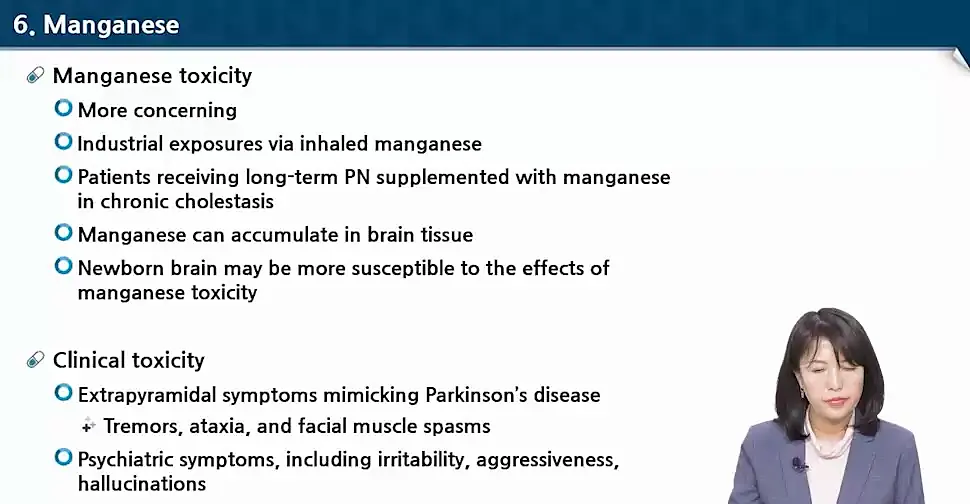 6. Manganese
Manganese toxicity
More concerning
Industrial exposures via inhaled manganese
Patients receiving long-term PN supplemented with manganese
in chronic cholestasis
Manganese can accumulate in brain tissue
Newborn brain may be more susceptible to the effects of
manganese toxicity
Clinical toxicity
Extrapyramidal symptoms mimicking Parkinson's disease
Tremors, ataxia, and facial muscle spasms
Psychiatric symptoms, including irritability, aggressiveness,
hallucinations